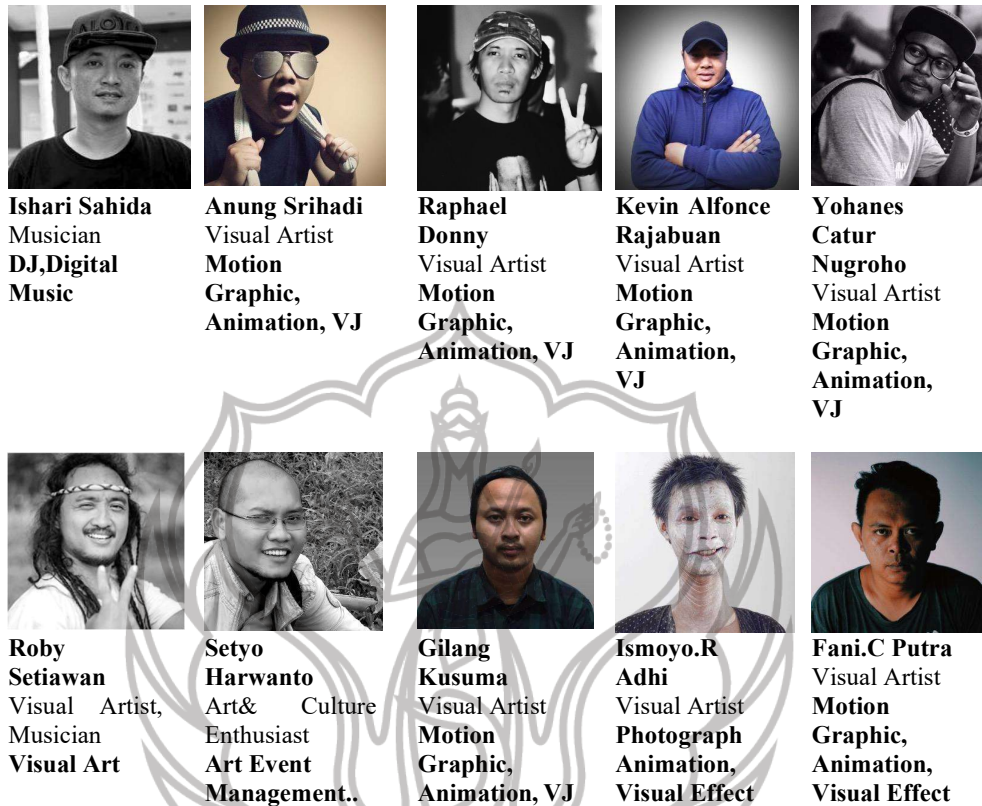 Ishari Sahida
Musician
DJ,Digital
Music
Anung Srihadi
Visual Artist
Motion
Graphic,
Animation, VJ
Raphael
Donny
Visual Artist
Motion
Graphic,
Animation, VJ
Kevin Alfonce
Rajabuan
Visual Artist
Motion
Graphic,
Animation,
VJ
Yohanes
Catur
Nugroho
Visual Artist
Motion
Graphic,
Animation,
VJ
Roby
Setiawan
Visual Artist,
Musician
Visual Art
Setyo
Harwanto
Art& Culture
Enthusiast
Art Event
Management..
Gilang
Kusuma
Visual Artist
Motion
Graphic,
Animation, VJ
Ismoyo.R
Adhi
Visual Artist
Photograph
Animation,
Visual Effect
Fani.C Putra
Visual Artist
Motion
Graphic,
Animation,
Visual Effect